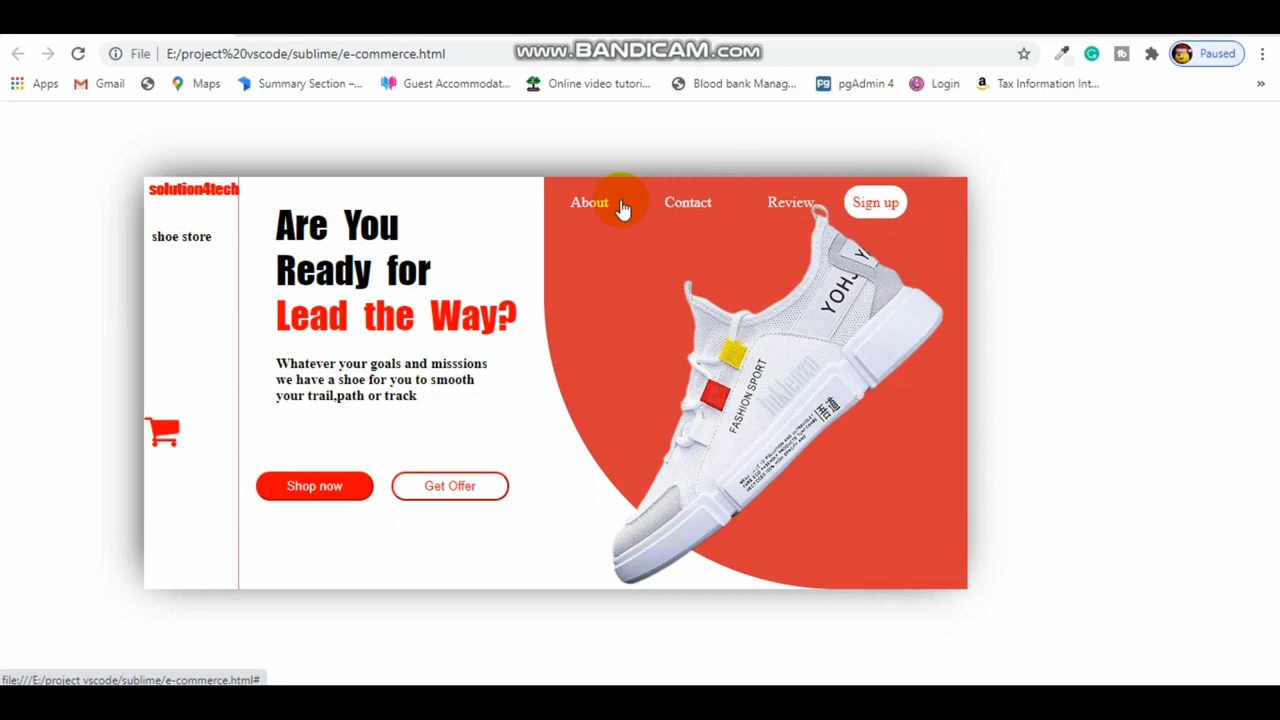 www.BANDICAM.com
File
E:/project%20vscode/sublime/e-commerce.html
Paused
Apps
Gmail
Maps
Summary Section –...
Guest Accommodat...
Online video tutori...
Blood bank Manag...
pgAdmin 4
Login
Tax Information Int...
»
solution4tech
About
Contact
Review
Sign up
shoe store
Are You
Ready for
Lead the Way?
Whatever your goals and misssions
we have a shoe for you to smooth
your trail,path or track
Shop now
Get Offer
YOHJ
YA
FASHION SPORT
file:///E:/project vscode/sublime/e-commerce.html#